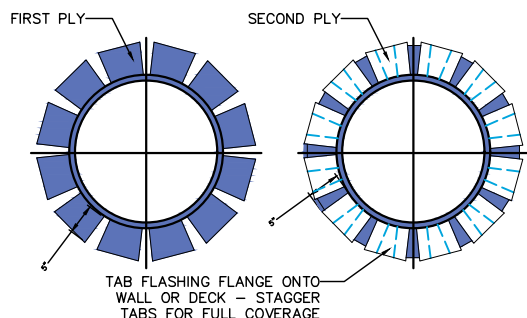 FIRST PLY
SECOND PLY
5"
5"
TAB FLASHING FLANGE ONTO
WALL OR DECK – STAGGER
TABS FOR FULL COVERAGE